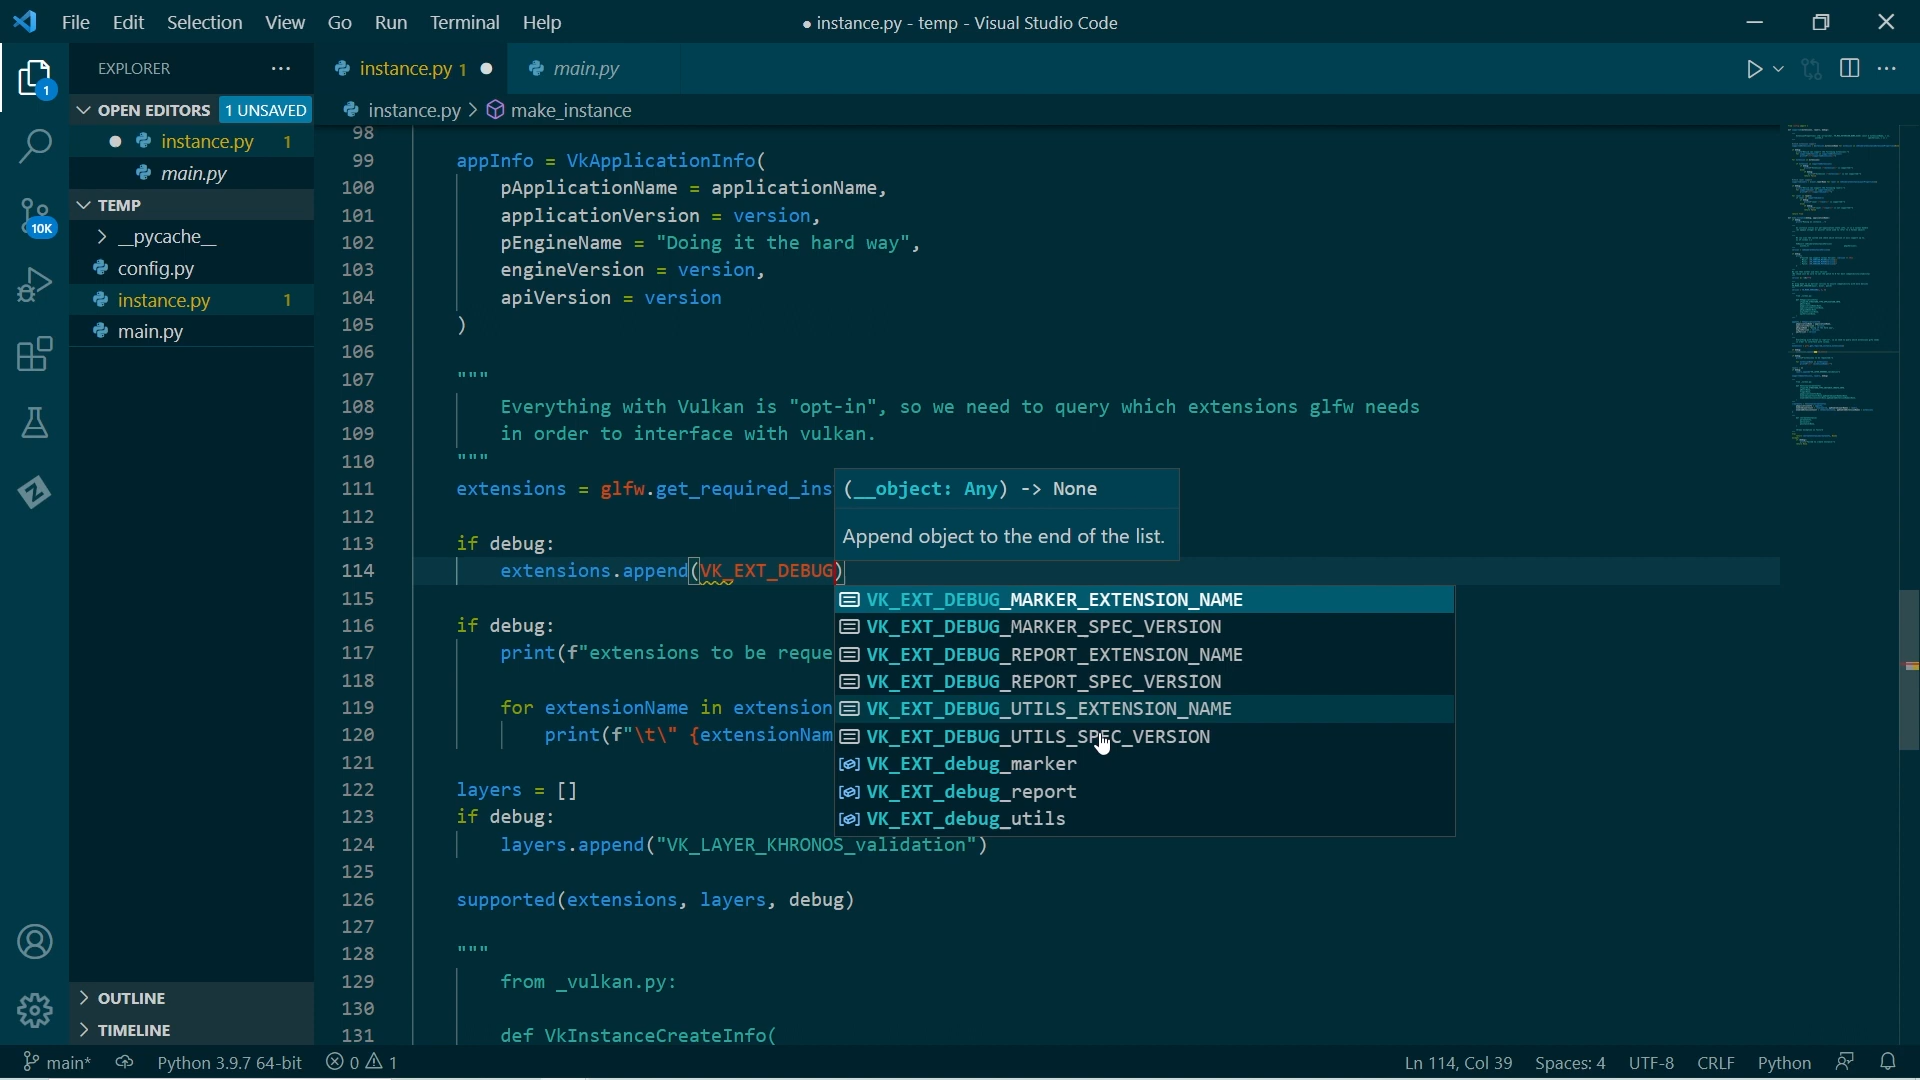 File Edit Selection View Go Run Terminal Help
● instance.py - temp - Visual Studio Code
EXPLORER
instance.py 1
main.py
OPEN EDITORS 1 UNSAVED
instance.py > make_instance
instance.py 1
main.py
TEMP
__pycache__
config.py
instance.py 1
main.py
1
10K
OUTLINE
TIMELINE
98
99 appInfo = VkApplicationInfo(
100 pApplicationName = applicationName,
101 applicationVersion = version,
102 pEngineName = "Doing it the hard way",
103 engineVersion = version,
104 apiVersion = version
105 )
106
107 """
108 Everything with Vulkan is "opt-in", so we need to query which extensions glfw needs
109 in order to interface with vulkan.
110 """
111 extensions = glfw.get_required_ins
112
113 if debug:
114 extensions.append(VK_EXT_DEBUG)
115
116 if debug:
117 print(f"extensions to be reque
118
119 for extensionName in extension
120 print(f"\t\" {extensionNam
121
122 layers = []
123 if debug:
124 layers.append("VK_LAYER_KHRONOS_validation")
125
126 supported(extensions, layers, debug)
127
128 """
129 from _vulkan.py:
130
131 def VkInstanceCreateInfo(
(__object: Any) -> None
Append object to the end of the list.
VK_EXT_DEBUG_MARKER_EXTENSION_NAME
VK_EXT_DEBUG_MARKER_SPEC_VERSION
VK_EXT_DEBUG_REPORT_EXTENSION_NAME
VK_EXT_DEBUG_REPORT_SPEC_VERSION
VK_EXT_DEBUG_UTILS_EXTENSION_NAME
VK_EXT_DEBUG_UTILS_SPEC_VERSION
VK_EXT_debug_marker
VK_EXT_debug_report
VK_EXT_debug_utils
main* Python 3.9.7 64-bit 0 1 Ln 114, Col 39 Spaces: 4 UTF-8 CRLF Python